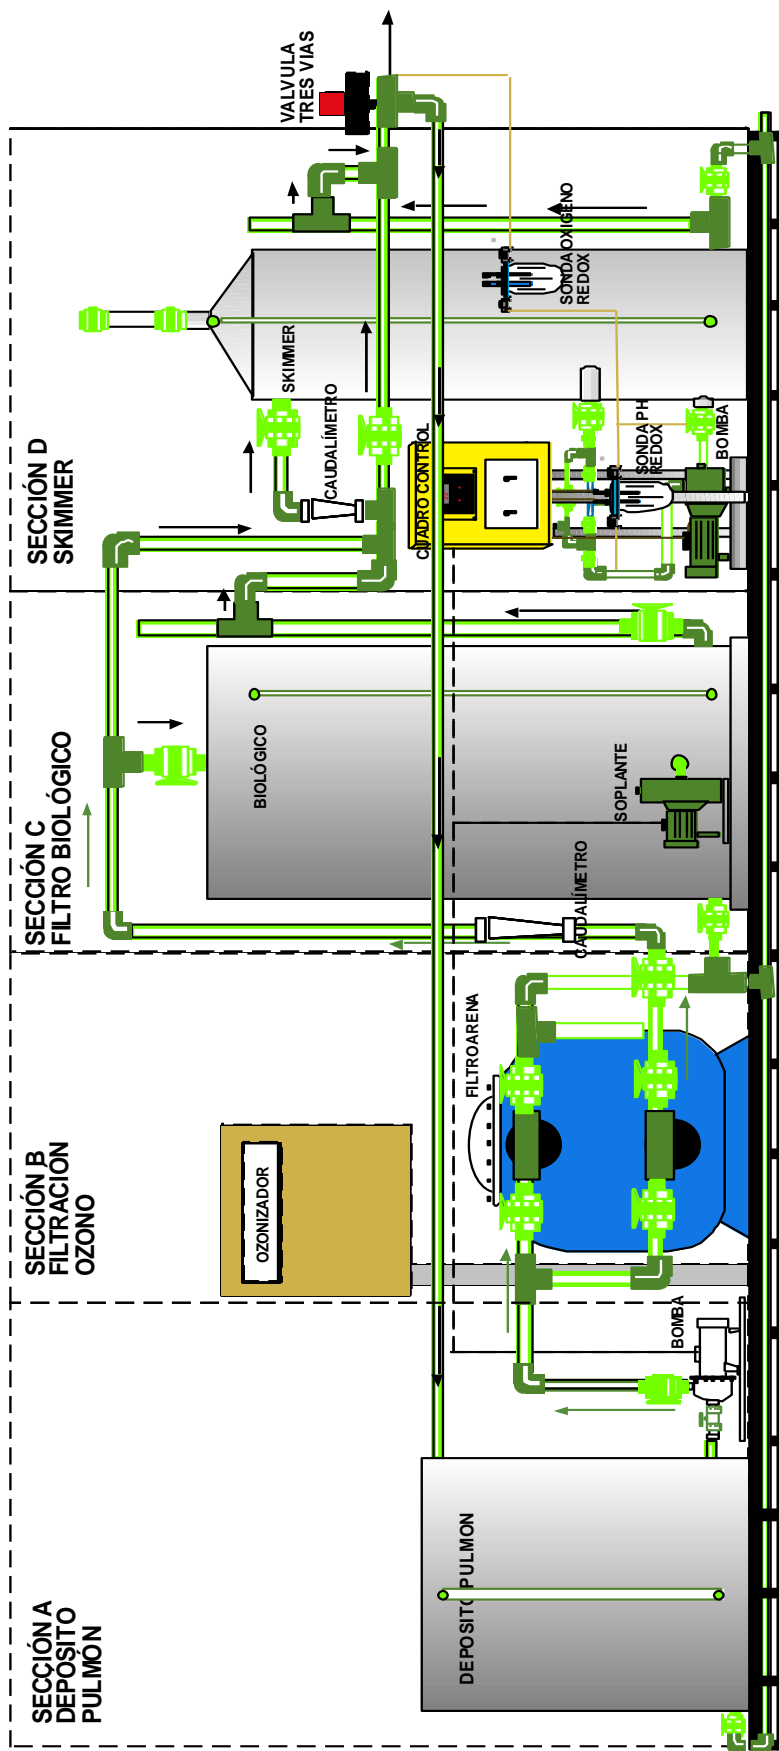 SECCIÓN A
DEPOSITO
PULMÓN
DEPOSITO PULMON
SECCIÓN B
FILTRACIÓN
OZONO
OZONIZADOR
BOMBA
FILTROARENA
SECCIÓN C
FILTRO BIOLÓGICO
BIOLÓGICO
SOPLANTE
CAUDALÍMETRO
SECCIÓN D
SKIMMER
SKIMMER
CAUDALÍMETRO
CUADRO CONTROL
SONDA PH
REDOX
BOMBA
SONDA OXIGENO
REDOX
VALVULA
TRES VIAS